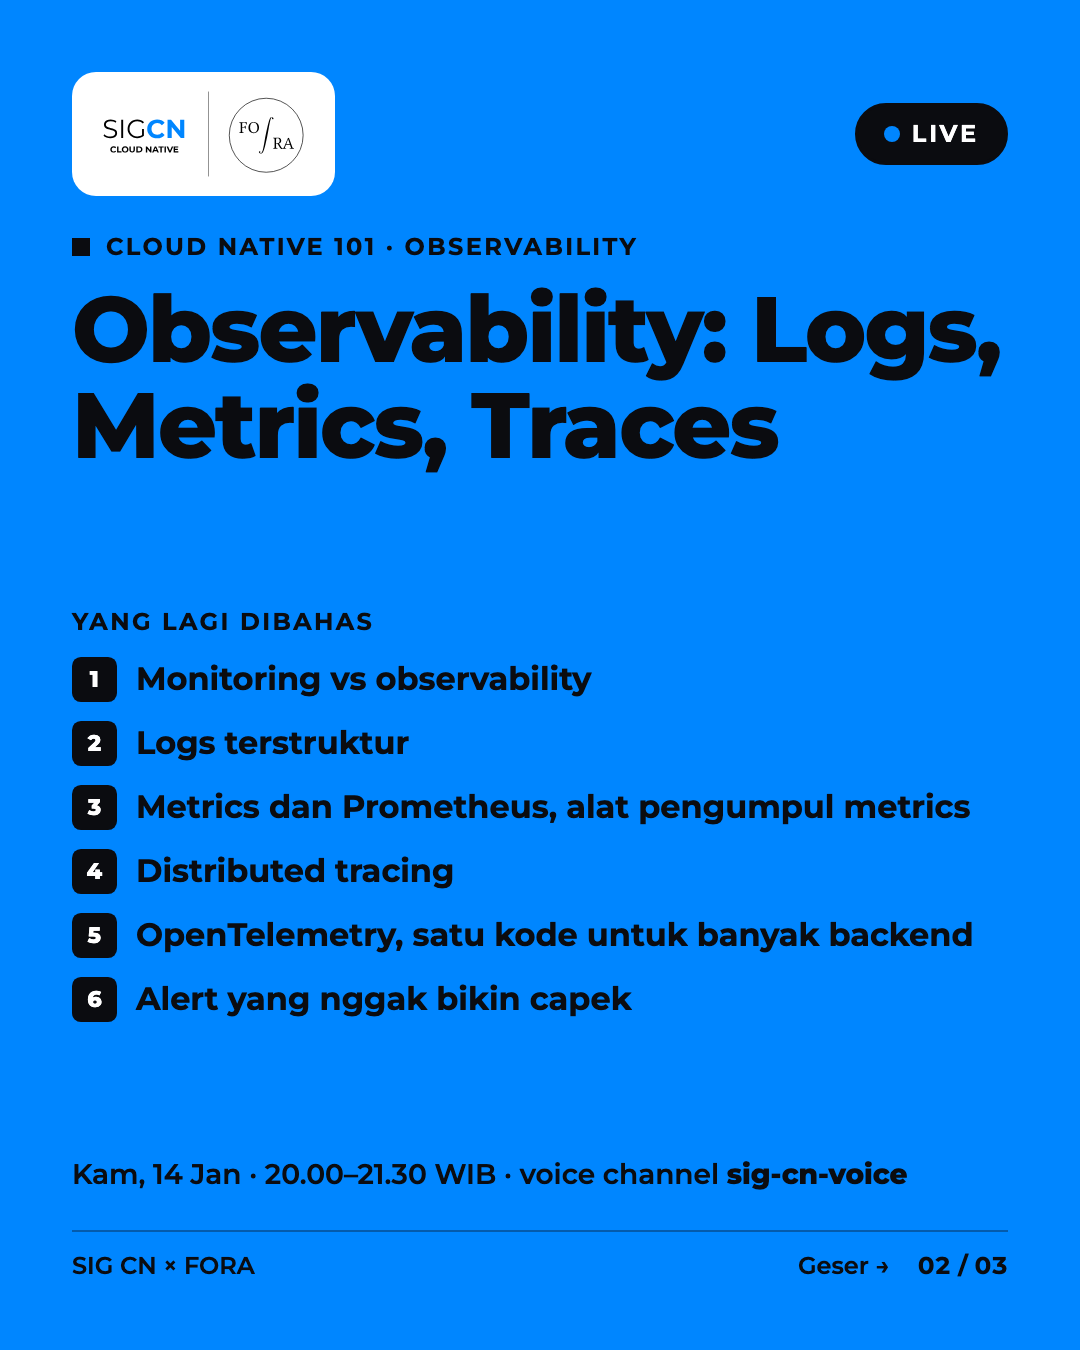 SIGCN
CLOUD NATIVE
FO RA
LIVE
CLOUD NATIVE 101 · OBSERVABILITY
Observability: Logs,
Metrics, Traces
YANG LAGI DIBAHAS
1 Monitoring vs observability
2 Logs terstruktur
3 Metrics dan Prometheus, alat pengumpul metrics
4 Distributed tracing
5 OpenTelemetry, satu kode untuk banyak backend
6 Alert yang nggak bikin capek
Kam, 14 Jan · 20.00–21.30 WIB · voice channel sig-cn-voice
SIG CN × FORA
Geser → 02 / 03